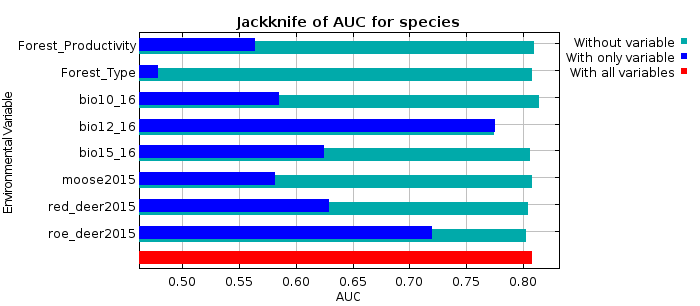 Jackknife of AUC for species
Forest_Productivity
Forest_Type
bio10_16
bio12_16
bio15_16
moose2015
red_deer2015
roe_deer2015
Environmental Variable
0.50 0.55 0.60 0.65 0.70 0.75 0.80
AUC
Without variable
With only variable
With all variables